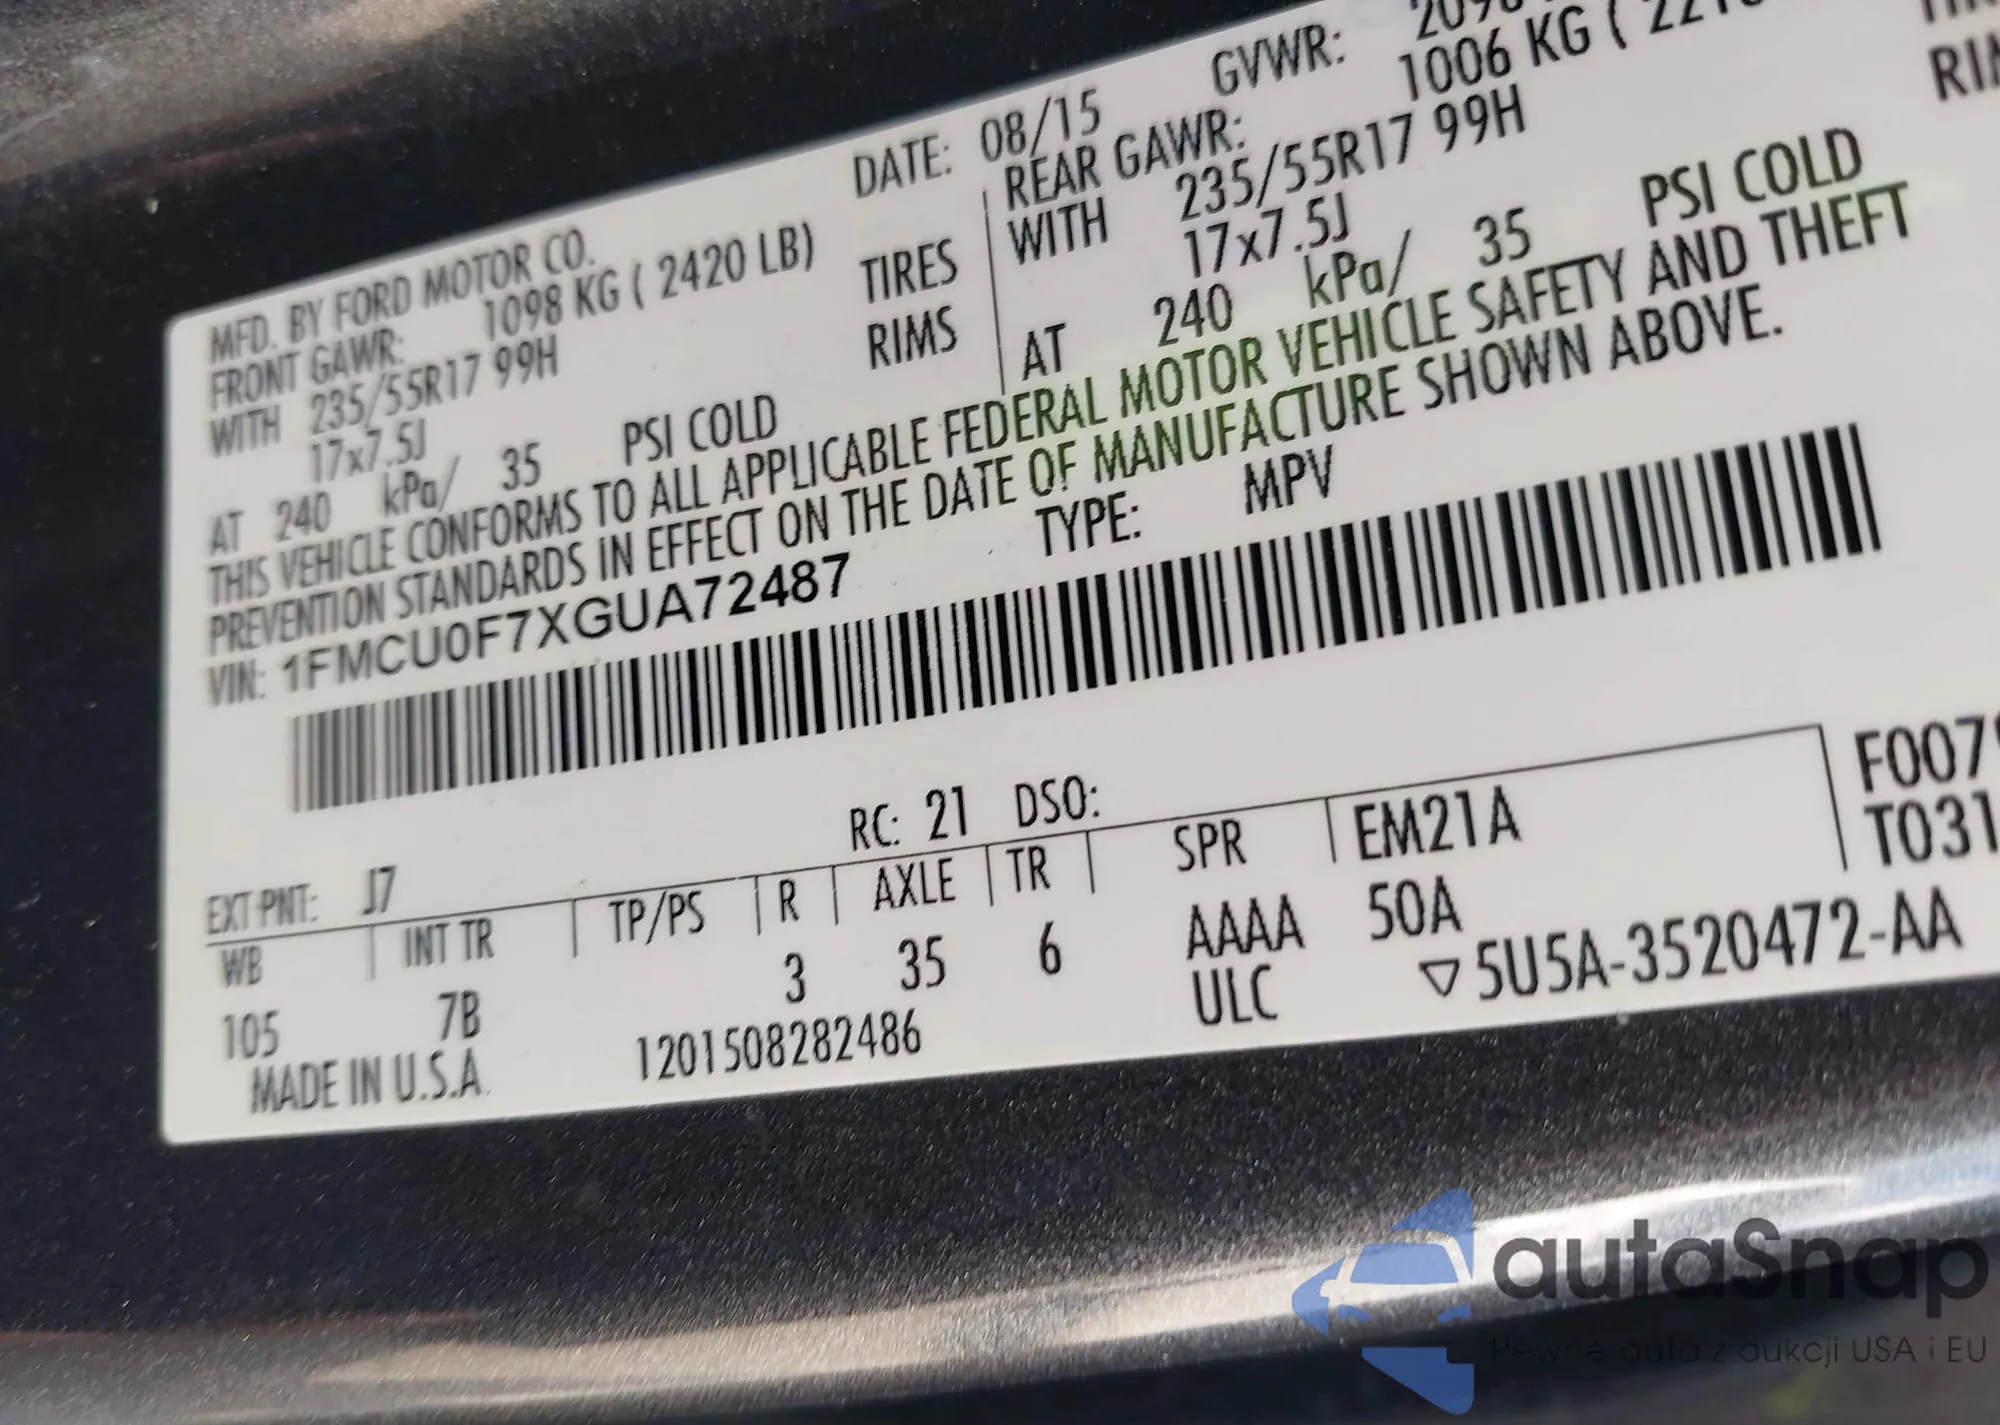 MFD. BY FORD MOTOR CO.
DATE: 08/15
GVWR:
FRONT GAWR: 1098 KG ( 2420 LB)
REAR GAWR: 1006 KG (
WITH 235/55R17 99H
TIRES
WITH 235/55R17 99H
17x7.5J
RIMS
17x7.5J
AT 240 kPa/ 35 PSI COLD
AT 240 kPa/ 35 PSI COLD
THIS VEHICLE CONFORMS TO ALL APPLICABLE FEDERAL MOTOR VEHICLE SAFETY AND THEFT
PREVENTION STANDARDS IN EFFECT ON THE DATE OF MANUFACTURE SHOWN ABOVE.
VIN: 1FMCU0F7XGUA72487
TYPE: MPV
EXT PNT: J7
RC: 21 DSO:
WB | INT TR | TP/PS | R | AXLE | TR | SPR | EM21A
105 7B 3 35 6 AAAA 50A
ULC
MADE IN U.S.A.
1201508282486
▽5U5A-3520472-AA
autaSnap
Pewne auta z aukcji USA i EU